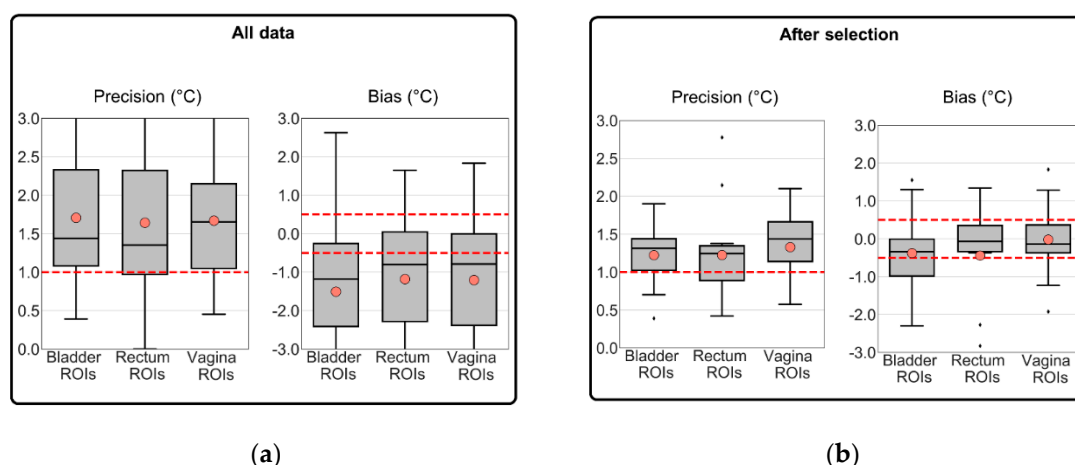 All data
Precision (°C)
Bias (°C)
3.0
2.5
2.0
1.5
1.0
0.5
0.0
3.0
2.0
1.0
0.0
-1.0
-2.0
-3.0
Bladder Rectum Vagina
ROIs ROIs ROIs
Bladder Rectum Vagina
ROIs ROIs ROIs
(a)
After selection
Precision (°C)
Bias (°C)
3.0
2.5
2.0
1.5
1.0
0.5
0.0
3.0
2.0
1.0
0.0
-1.0
-2.0
-3.0
Bladder Rectum Vagina
ROIs ROIs ROIs
Bladder Rectum Vagina
ROIs ROIs ROIs
(b)